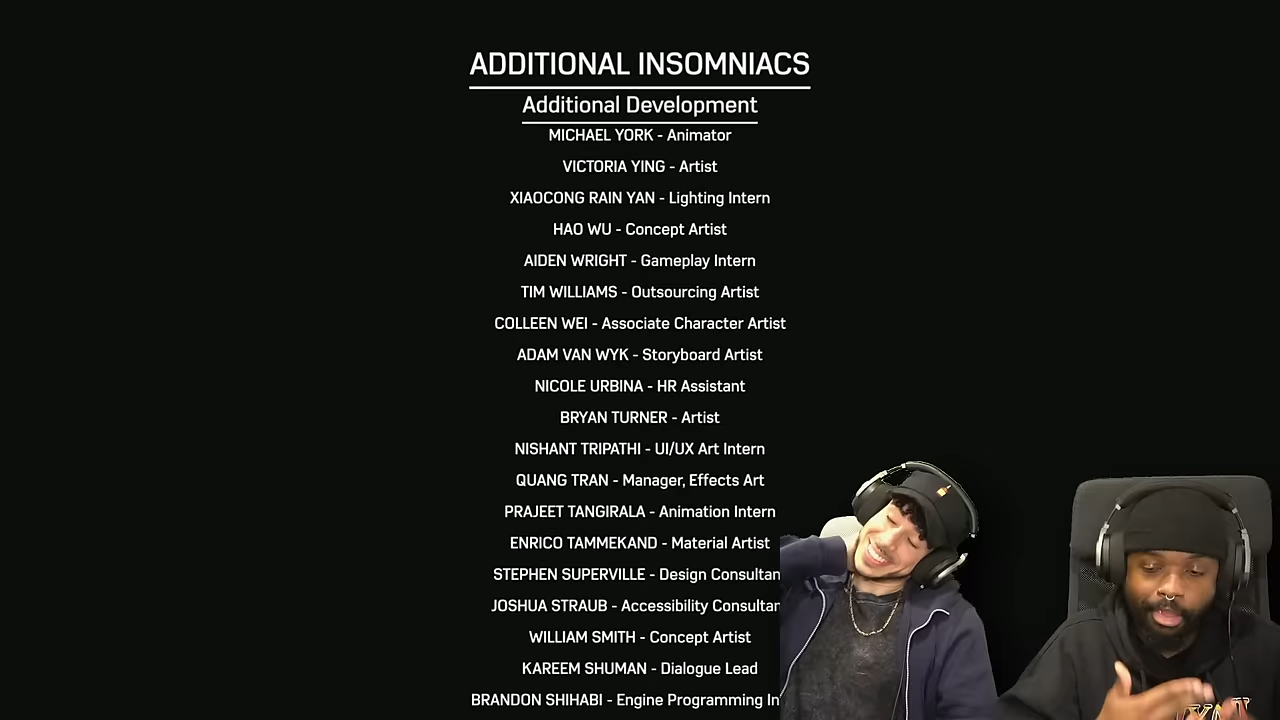 ADDITIONAL INSOMNIACS
Additional Development
MICHAEL YORK - Animator
VICTORIA YING - Artist
XIAOCONG RAIN YAN - Lighting Intern
HAO WU - Concept Artist
AIDEN WRIGHT - Gameplay Intern
TIM WILLIAMS - Outsourcing Artist
COLLEEN WEI - Associate Character Artist
ADAM VAN WYK - Storyboard Artist
NICOLE URBINA - HR Assistant
BRYAN TURNER - Artist
NISHANT TRIPATHI - UI/UX Art Intern
QUANG TRAN - Manager, Effects Art
PRAJEET TANGIRALA - Animation Intern
ENRICO TAMMEKAND - Material Artist
STEPHEN SUPERVILLE - Design Consultan
JOSHUA STRAUB - Accessibility Consultan
WILLIAM SMITH - Concept Artist
KAREEM SHUMAN - Dialogue Lead
BRANDON SHIHABI - Engine Programming In